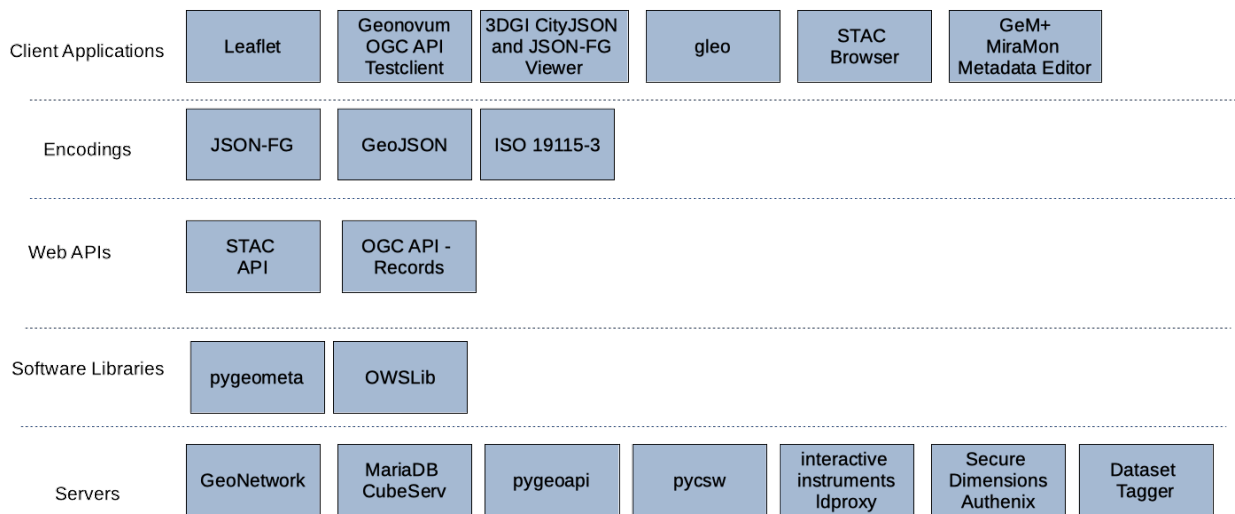 Client Applications
Leaflet
Geonovum
OGC API
Testclient
3DGI CityJSON
and JSON-FG
Viewer
gleo
STAC
Browser
GeM+
MiraMon
Metadata Editor
Encodings
JSON-FG
GeoJSON
ISO 19115-3
Web APIs
STAC
API
OGC API -
Records
Software Libraries
pygeometa
OWSLib
Servers
GeoNetwork
MariaDB
CubeServ
pygeoapi
pycsw
interactive
instruments
ldproxy
Secure
Dimensions
Authenix
Dataset
Tagger